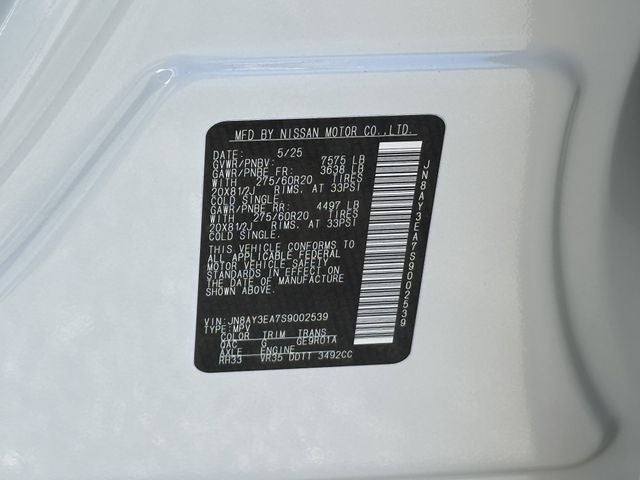 MFD BY NISSAN MOTOR CO.,LTD.
DATE: 5/25
GVWR/PNBV: 7575 LB
GAWR/PNBE FR: 3638 LB
WITH 275/60R20 TIRES
20X81/2J RIMS, AT 33PSI
COLD SINGLE.
GAWR/PNBE RR: 4497 LB
WITH 275/60R20 TIRES
20X81/2J RIMS, AT 33PSI
COLD SINGLE.
THIS VEHICLE CONFORMS TO
ALL APPLICABLE FEDERAL
MOTOR VEHICLE SAFETY
STANDARDS IN EFFECT ON
THE DATE OF MANUFACTURE
SHOWN ABOVE.
VIN:JN8AY3EA7S9002539
TYPE:MPV
COLOR TRIM TRANS
QAC G GE9R01A
AXLE ENGINE
RH33 VR35 DDTT 3492CC
JN8AY3EA7S9002539